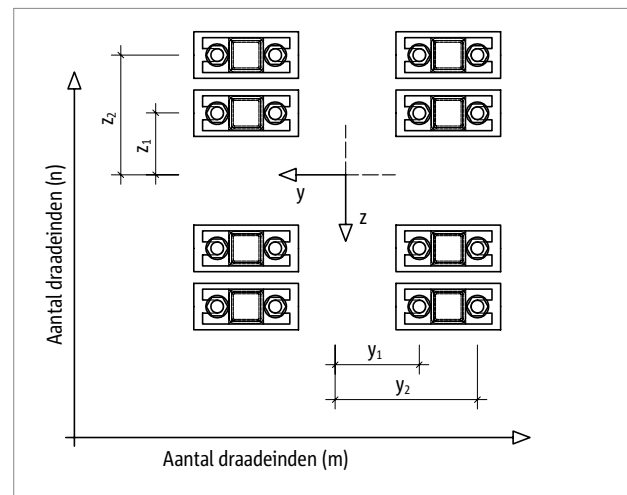 z₂
z₁
Aantal draadeinden (n)
y
z
y₁
y₂
Aantal draadeinden (m)